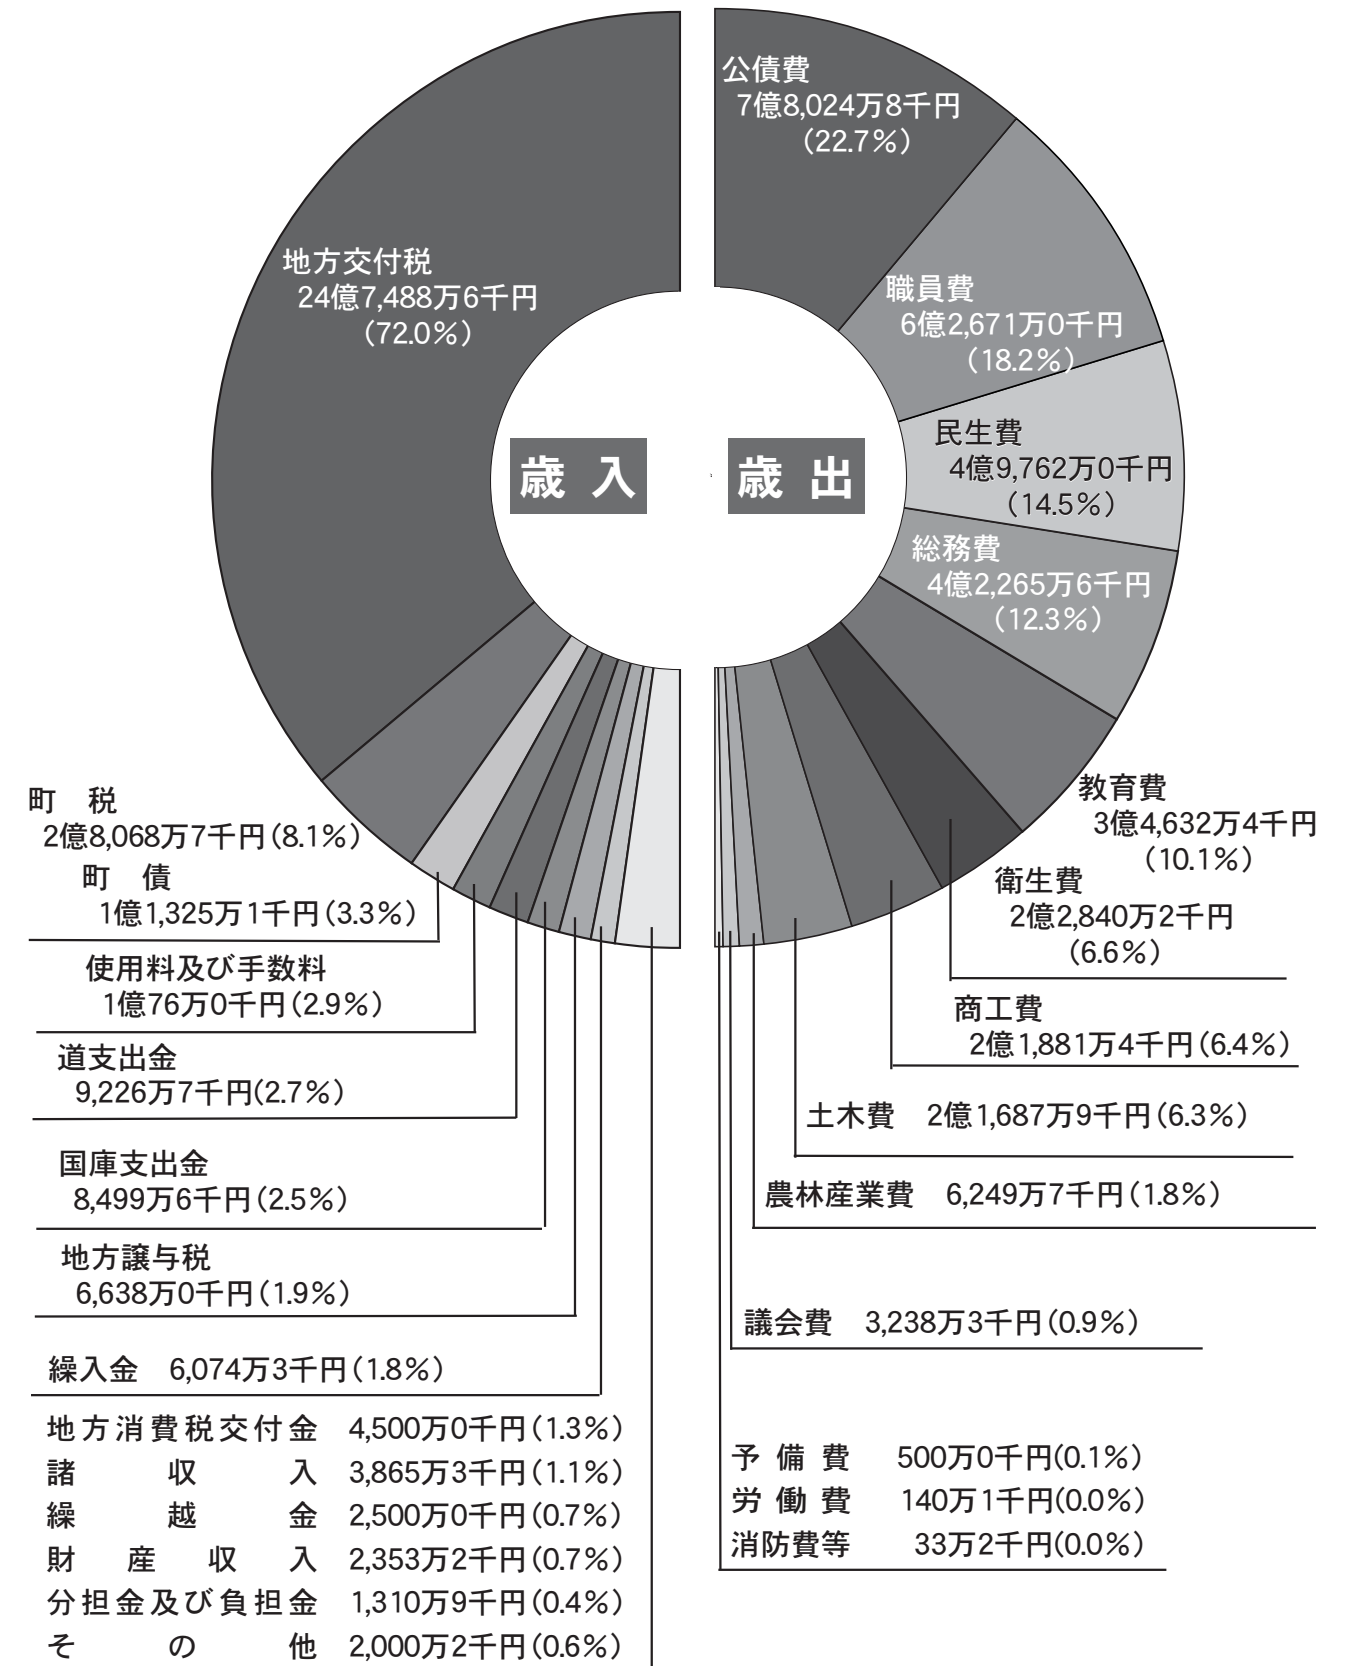 歳入
地方交付税
24億7,488万6千円
(72.0%)
町 税
2億8,068万7千円(8.1%)
町 債
1億1,325万1千円(3.3%)
使用料及び手数料
1億76万0千円(2.9%)
道支出金
9,226万7千円(2.7%)
国庫支出金
8,499万6千円(2.5%)
地方譲与税
6,638万0千円(1.9%)
繰入金 6,074万3千円(1.8%)
地方消費税交付金 4,500万0千円(1.3%)
諸収入 3,865万3千円(1.1%)
繰越金 2,500万0千円(0.7%)
財産収入 2,353万2千円(0.7%)
分担金及び負担金 1,310万9千円(0.4%)
その他 2,000万2千円(0.6%)
歳出
公債費
7億8,024万8千円
(22.7%)
職員費
6億2,671万0千円
(18.2%)
民生費
4億9,762万0千円
(14.5%)
総務費
4億2,265万6千円
(12.3%)
教育費
3億4,632万4千円
(10.1%)
衛生費
2億2,840万2千円
(6.6%)
商工費
2億1,881万4千円(6.4%)
土木費 2億1,687万9千円(6.3%)
農林産業費 6,249万7千円(1.8%)
議会費 3,238万3千円(0.9%)
予備費 500万0千円(0.1%)
労働費 140万1千円(0.0%)
消防費等 33万2千円(0.0%)